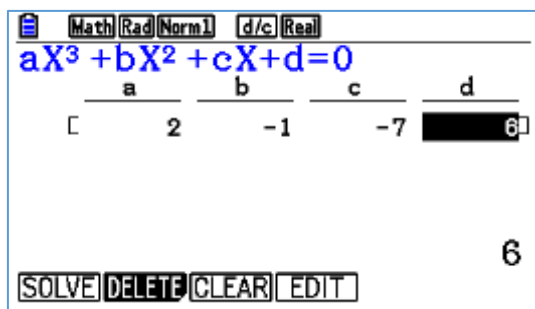 Math Rad Norm1 d/c Real
aX³+bX²+cX+d=0
a b c d
[ 2 -1 -7 6 ]
6
SOLVE DELETE CLEAR EDIT